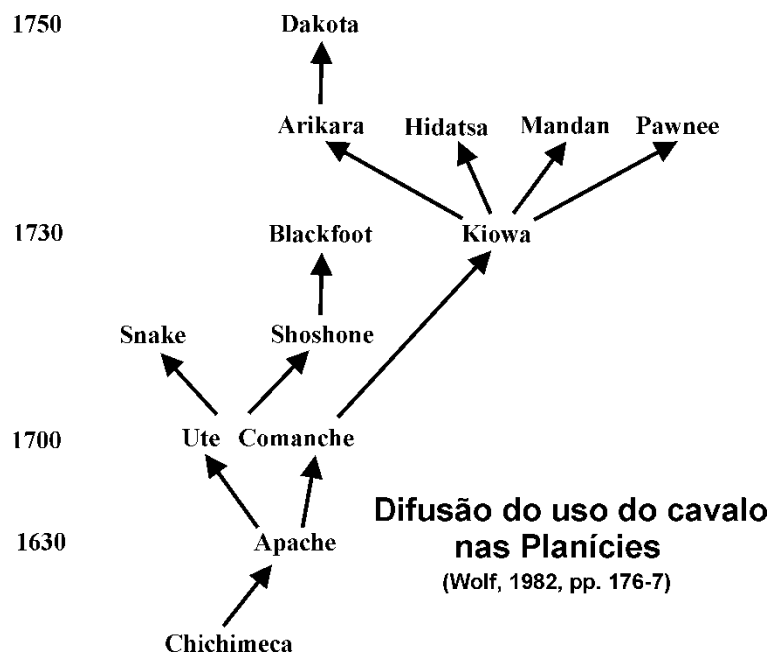 1750 Dakota
Arikara Hidatsa Mandan Pawnee
1730 Blackfoot Kiowa
Snake Shoshone
1700 Ute Comanche
Difusão do uso do cavalo
1630 Apache nas Planícies
(Wolf, 1982, pp. 176-7)
Chichimeca